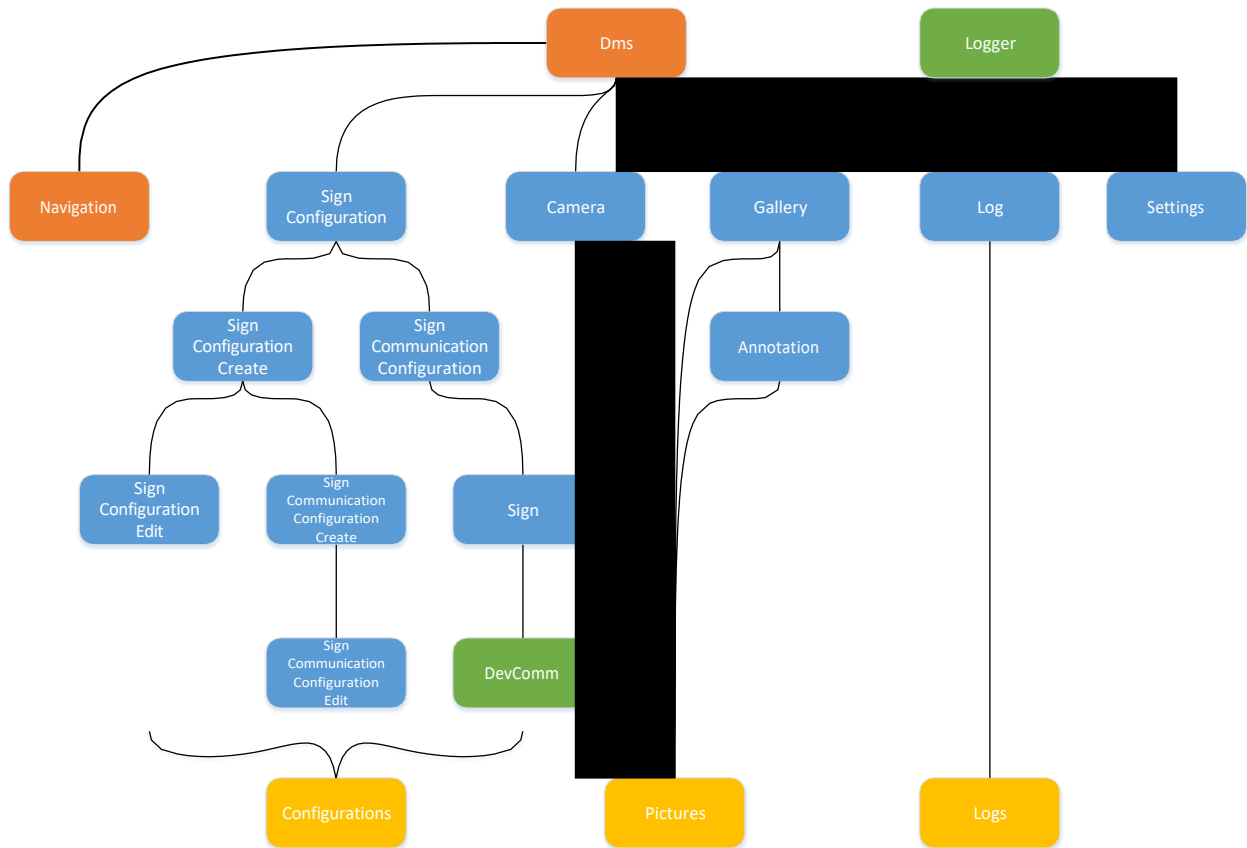 Dms
Logger
Navigation
Sign
Configuration
Camera
Gallery
Log
Settings
Sign
Configuration
Create
Sign
Communication
Configuration
Annotation
Sign
Configuration
Edit
Sign
Communication
Configuration
Create
Sign
Sign
Communication
Configuration
Edit
DevComm
Configurations
Pictures
Logs